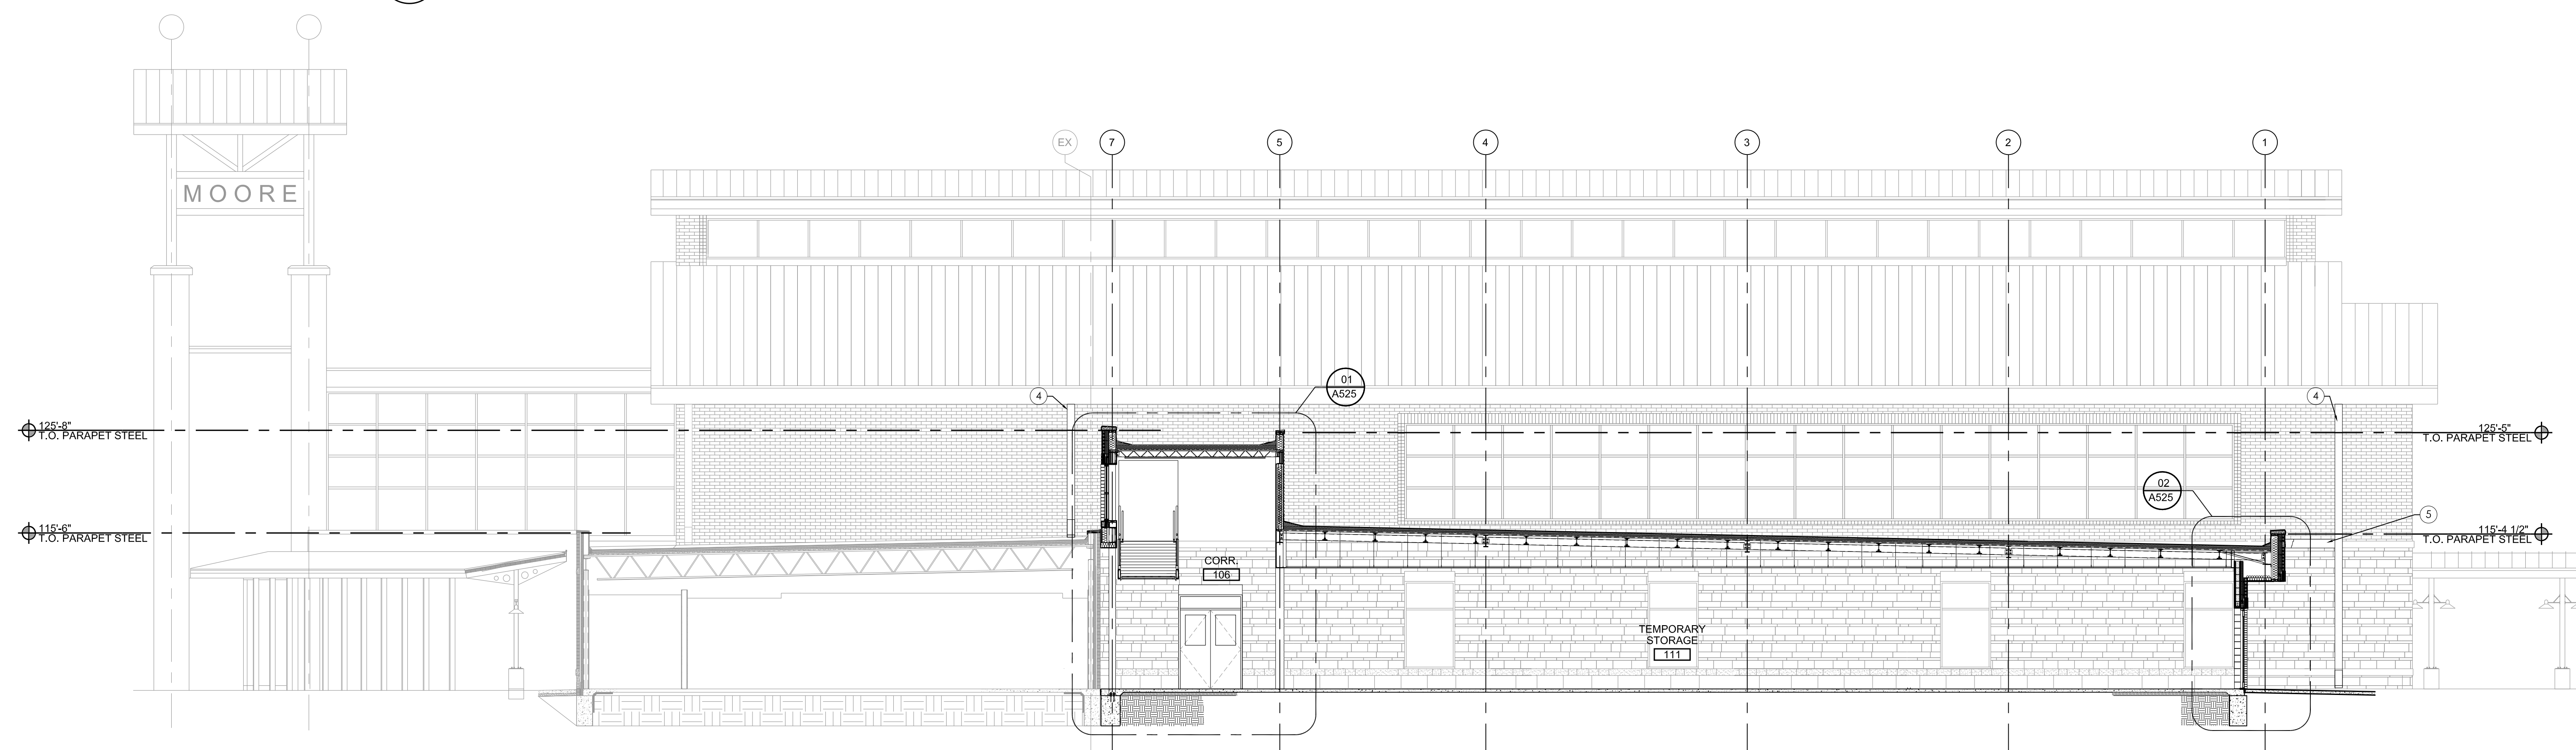 EX
7
5
4
3
2
1
MOORE
01
A525
4
4
125'-8"
T.O. PARAPET STEEL
125'-5"
T.O. PARAPET STEEL
02
A525
5
115'-6"
T.O. PARAPET STEEL
115'-4 1/2"
T.O. PARAPET STEEL
CORR.
106
TEMPORARY
STORAGE
111